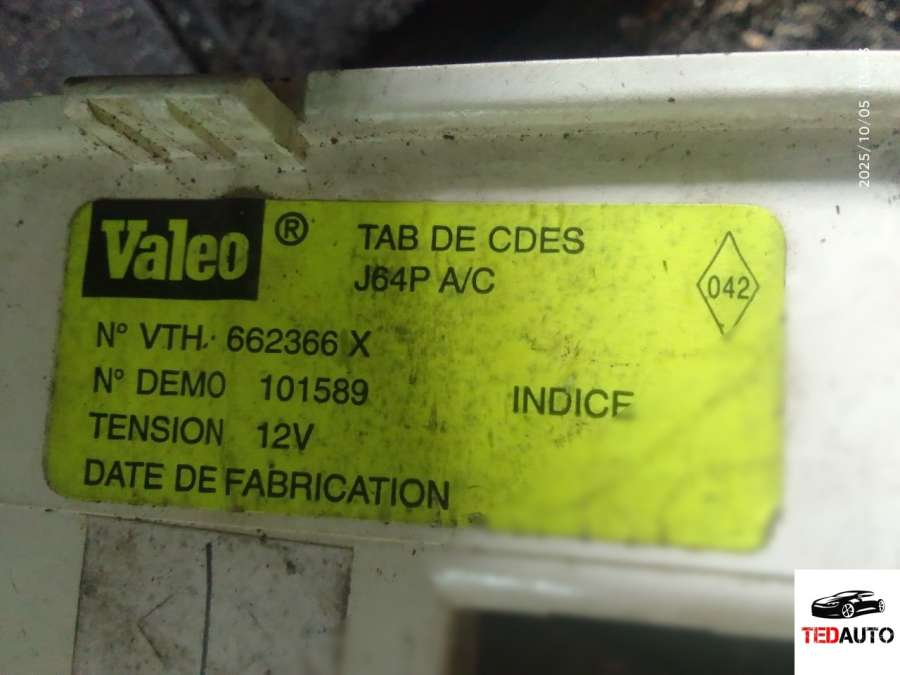 Valeo ® TAB DE CDES
J64P A/C
042
N° VTH. 662366 X
N° DEMO 101589 INDICE
TENSION 12V
DATE DE FABRICATION
2025/10/05
TEDAUTO